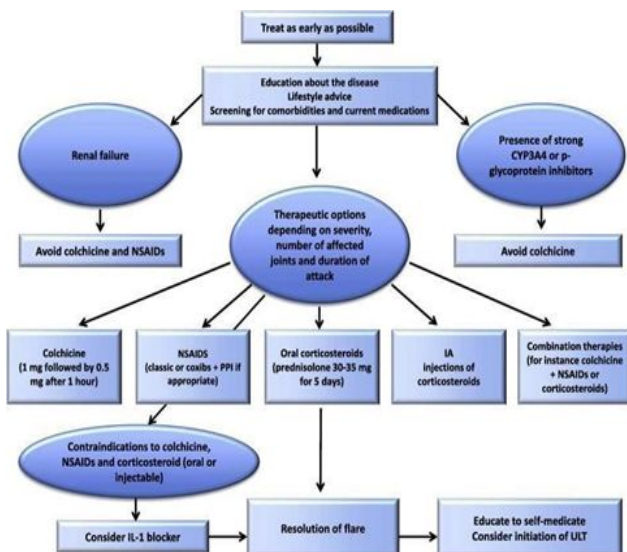 Treat as early as possible
Education about the disease
Lifestyle advice
Screening for comorbidities and current medications
Renal failure
Presence of strong
CYP3A4 or p-
glycoprotein inhibitors
Avoid colchicine and NSAIDs
Therapeutic options
depending on severity,
number of affected
joints and duration of
attack
Avoid colchicine
Colchicine
(1 mg followed by 0.5
mg after 1 hour)
NSAIDS
(classic or coxibs + PPI if
appropriate)
Oral corticosteroids
(prednisolone 30-35 mg
for 5 days)
IA
injections of
corticosteroids
Combination therapies
(for instance colchicine
+ NSAIDs or
corticosteroids)
Contraindications to colchicine,
NSAIDs and corticosteroid (oral or
injectable)
Consider IL-1 blocker
Resolution of flare
Educate to self-medicate
Consider initiation of ULT